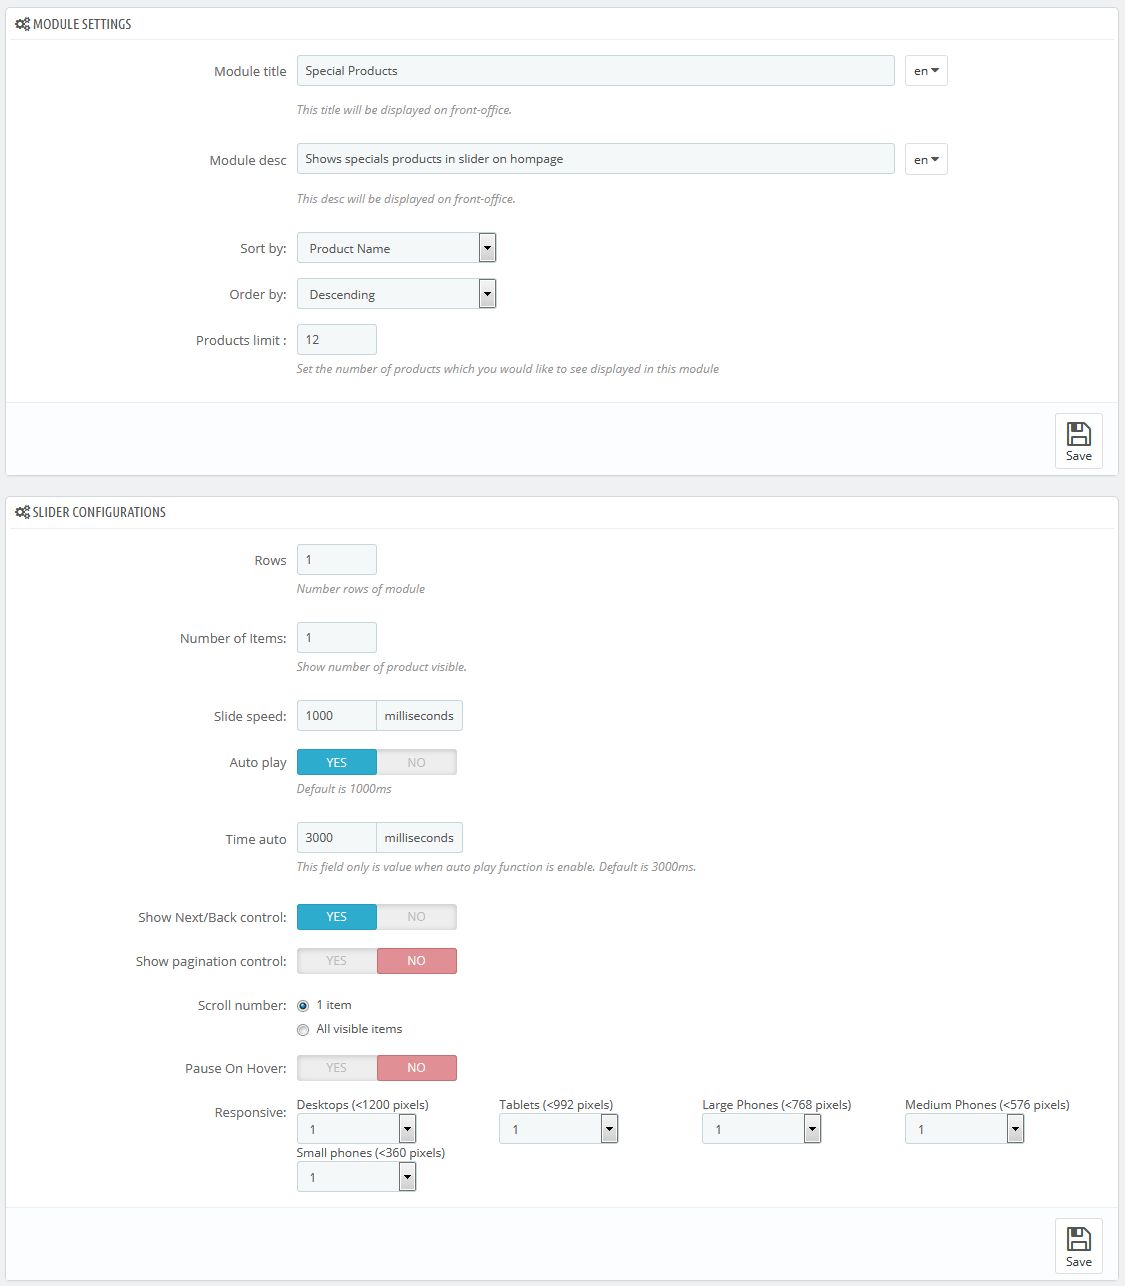 MODULE SETTINGS
Module title Special Products en
This title will be displayed on front-office.
Module desc Shows specials products in slider on hompage en
This desc will be displayed on front-office.
Sort by: Product Name
Order by: Descending
Products limit : 12
Set the number of products which you would like to see displayed in this module
Save
SLIDER CONFIGURATIONS
Rows 1
Number rows of module
Number of Items: 1
Show number of product visible.
Slide speed: 1000 milliseconds
Auto play YES NO
Default is 1000ms
Time auto 3000 milliseconds
This field only is value when auto play function is enable. Default is 3000ms.
Show Next/Back control: YES NO
Show pagination control: YES NO
Scroll number: 1 item
All visible items
Pause On Hover: YES NO
Responsive: Desktops (<1200 pixels) Tablets (<992 pixels) Large Phones (<768 pixels) Medium Phones (<576 pixels)
1 1 1 1
Small phones (<360 pixels)
1
Save